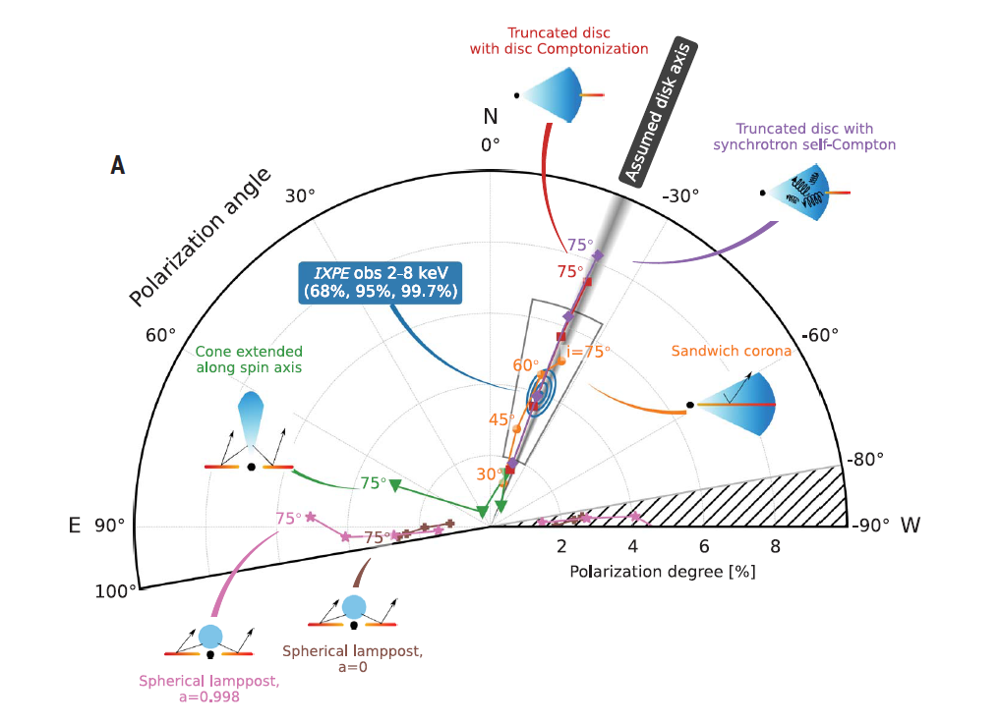 Truncated disc
with disc Comptonization
Assumed disk axis
N
0°
Truncated disc with
synchrotron self-Compton
A
Polarization angle
30°
-30°
75°
75°
IXPE obs 2-8 keV
(68%, 95%, 99.7%)
60°
-60°
Cone extended
along spin axis
60°
i=75°
Sandwich corona
45°
30°
75°
-80°
75°
E
90°
75°
-90°
W
2
4
6
8
Polarization degree [%]
100°
Spherical lamppost,
a=0
Spherical lamppost,
a=0.998